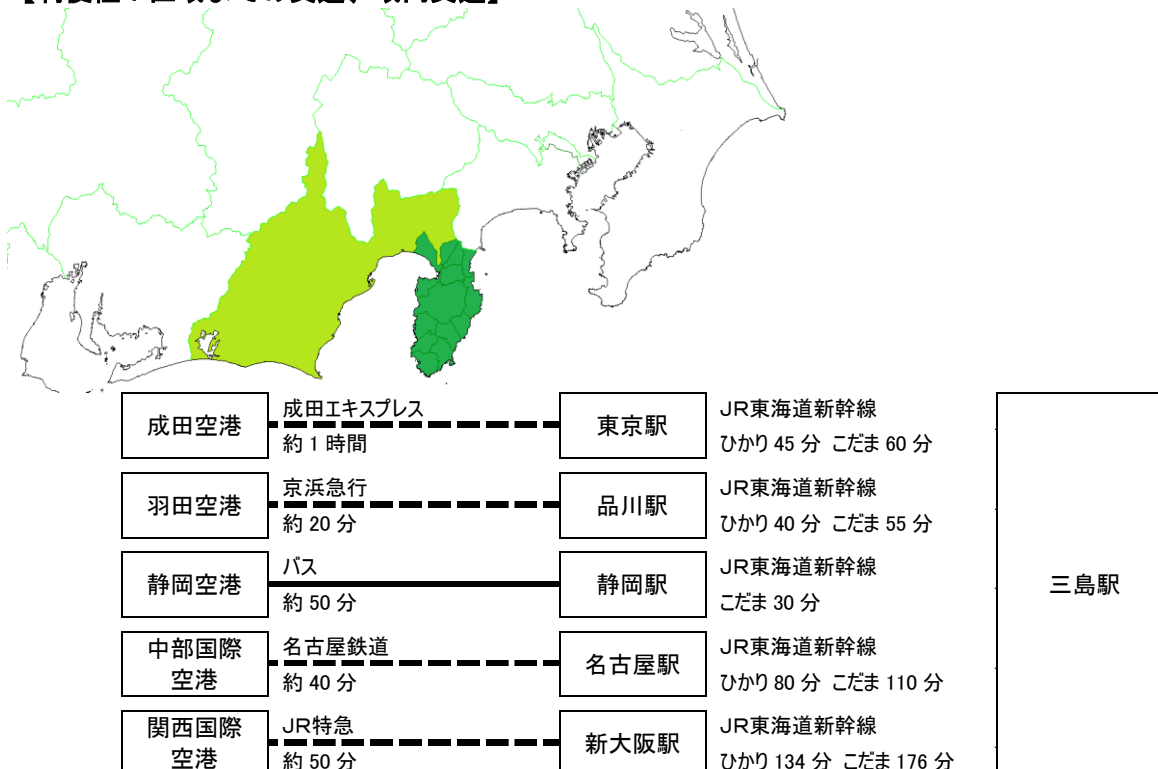 成田空港
成田エキスプレス
約 1 時間
東京駅
JR東海道新幹線
ひかり 45 分 こだま 60 分
羽田空港
京浜急行
約 20 分
品川駅
JR東海道新幹線
ひかり 40 分 こだま 55 分
静岡空港
バス
約 50 分
静岡駅
JR東海道新幹線
こだま 30 分
三島駅
中部国際
空港
名古屋鉄道
約 40 分
名古屋駅
JR東海道新幹線
ひかり 80 分 こだま 110 分
関西国際
空港
JR特急
約 50 分
新大阪駅
JR東海道新幹線
ひかり 134 分 こだま 176 分